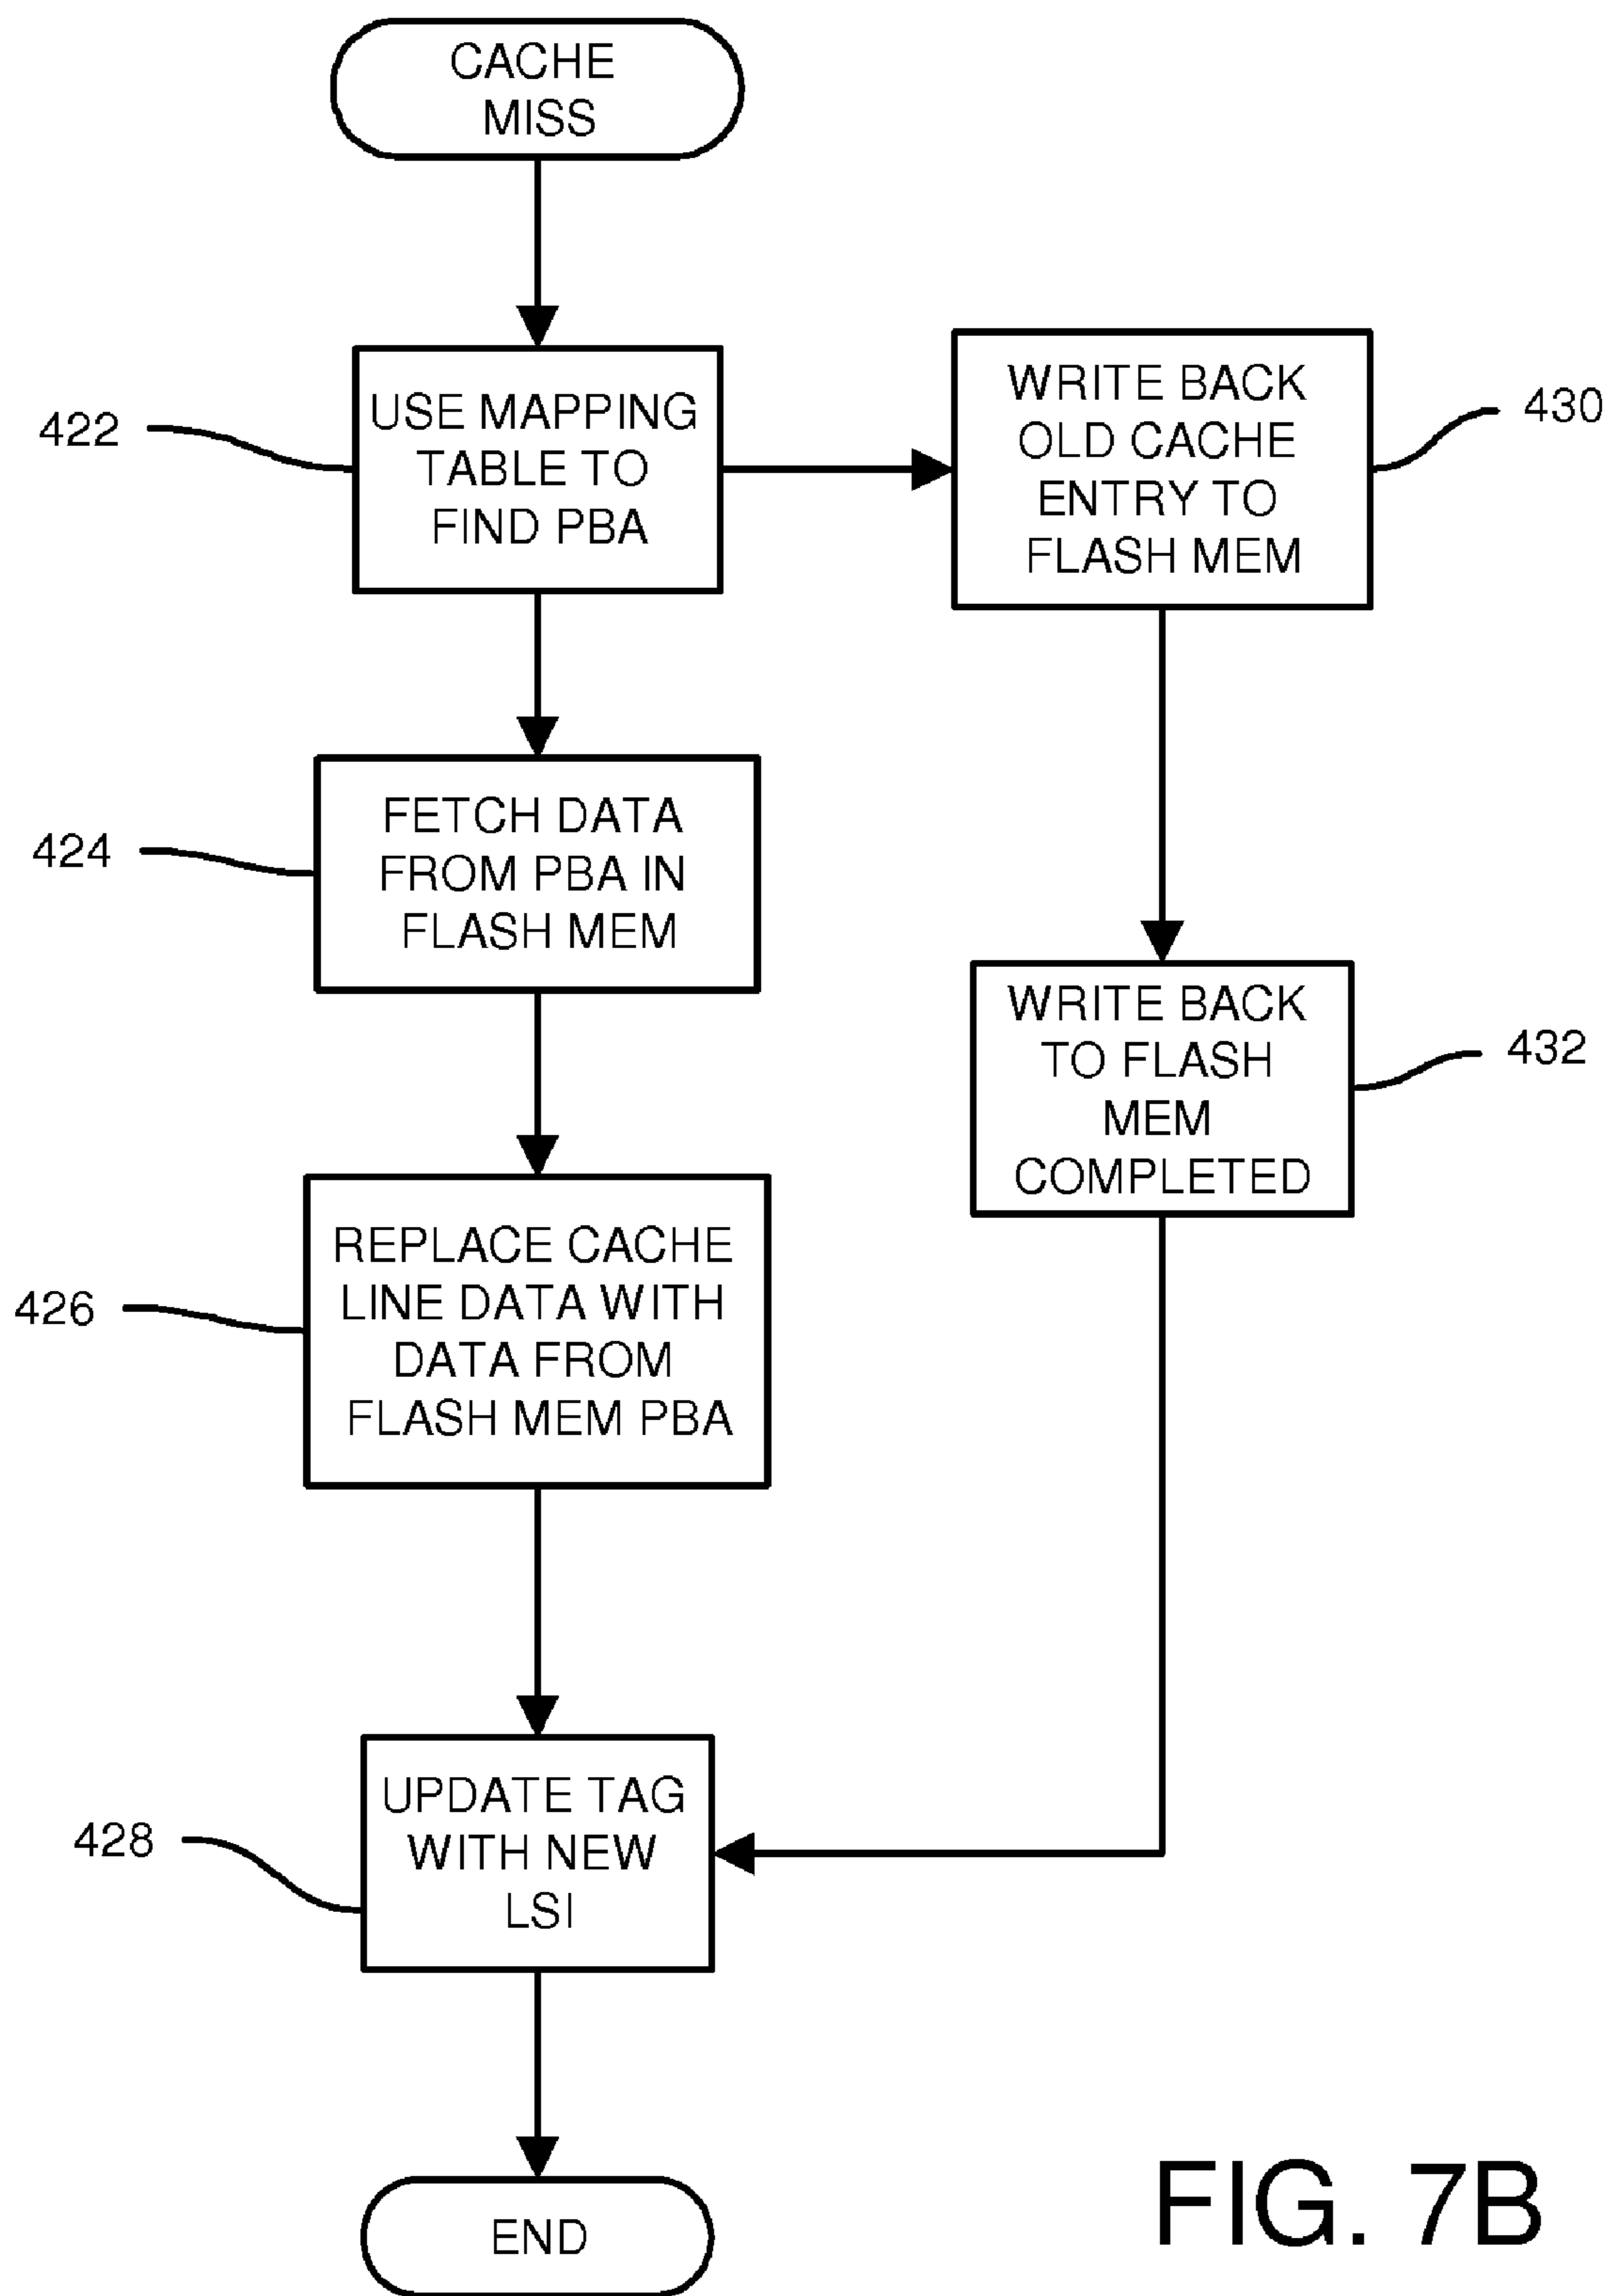 CACHE
MISS
422
USE MAPPING
TABLE TO
FIND PBA
WRITE BACK
OLD CACHE
ENTRY TO
FLASH MEM
430
424
FETCH DATA
FROM PBA IN
FLASH MEM
WRITE BACK
TO FLASH
MEM
COMPLETED
432
426
REPLACE CACHE
LINE DATA WITH
DATA FROM
FLASH MEM PBA
428
UPDATE TAG
WITH NEW
LSI
END
FIG. 7B